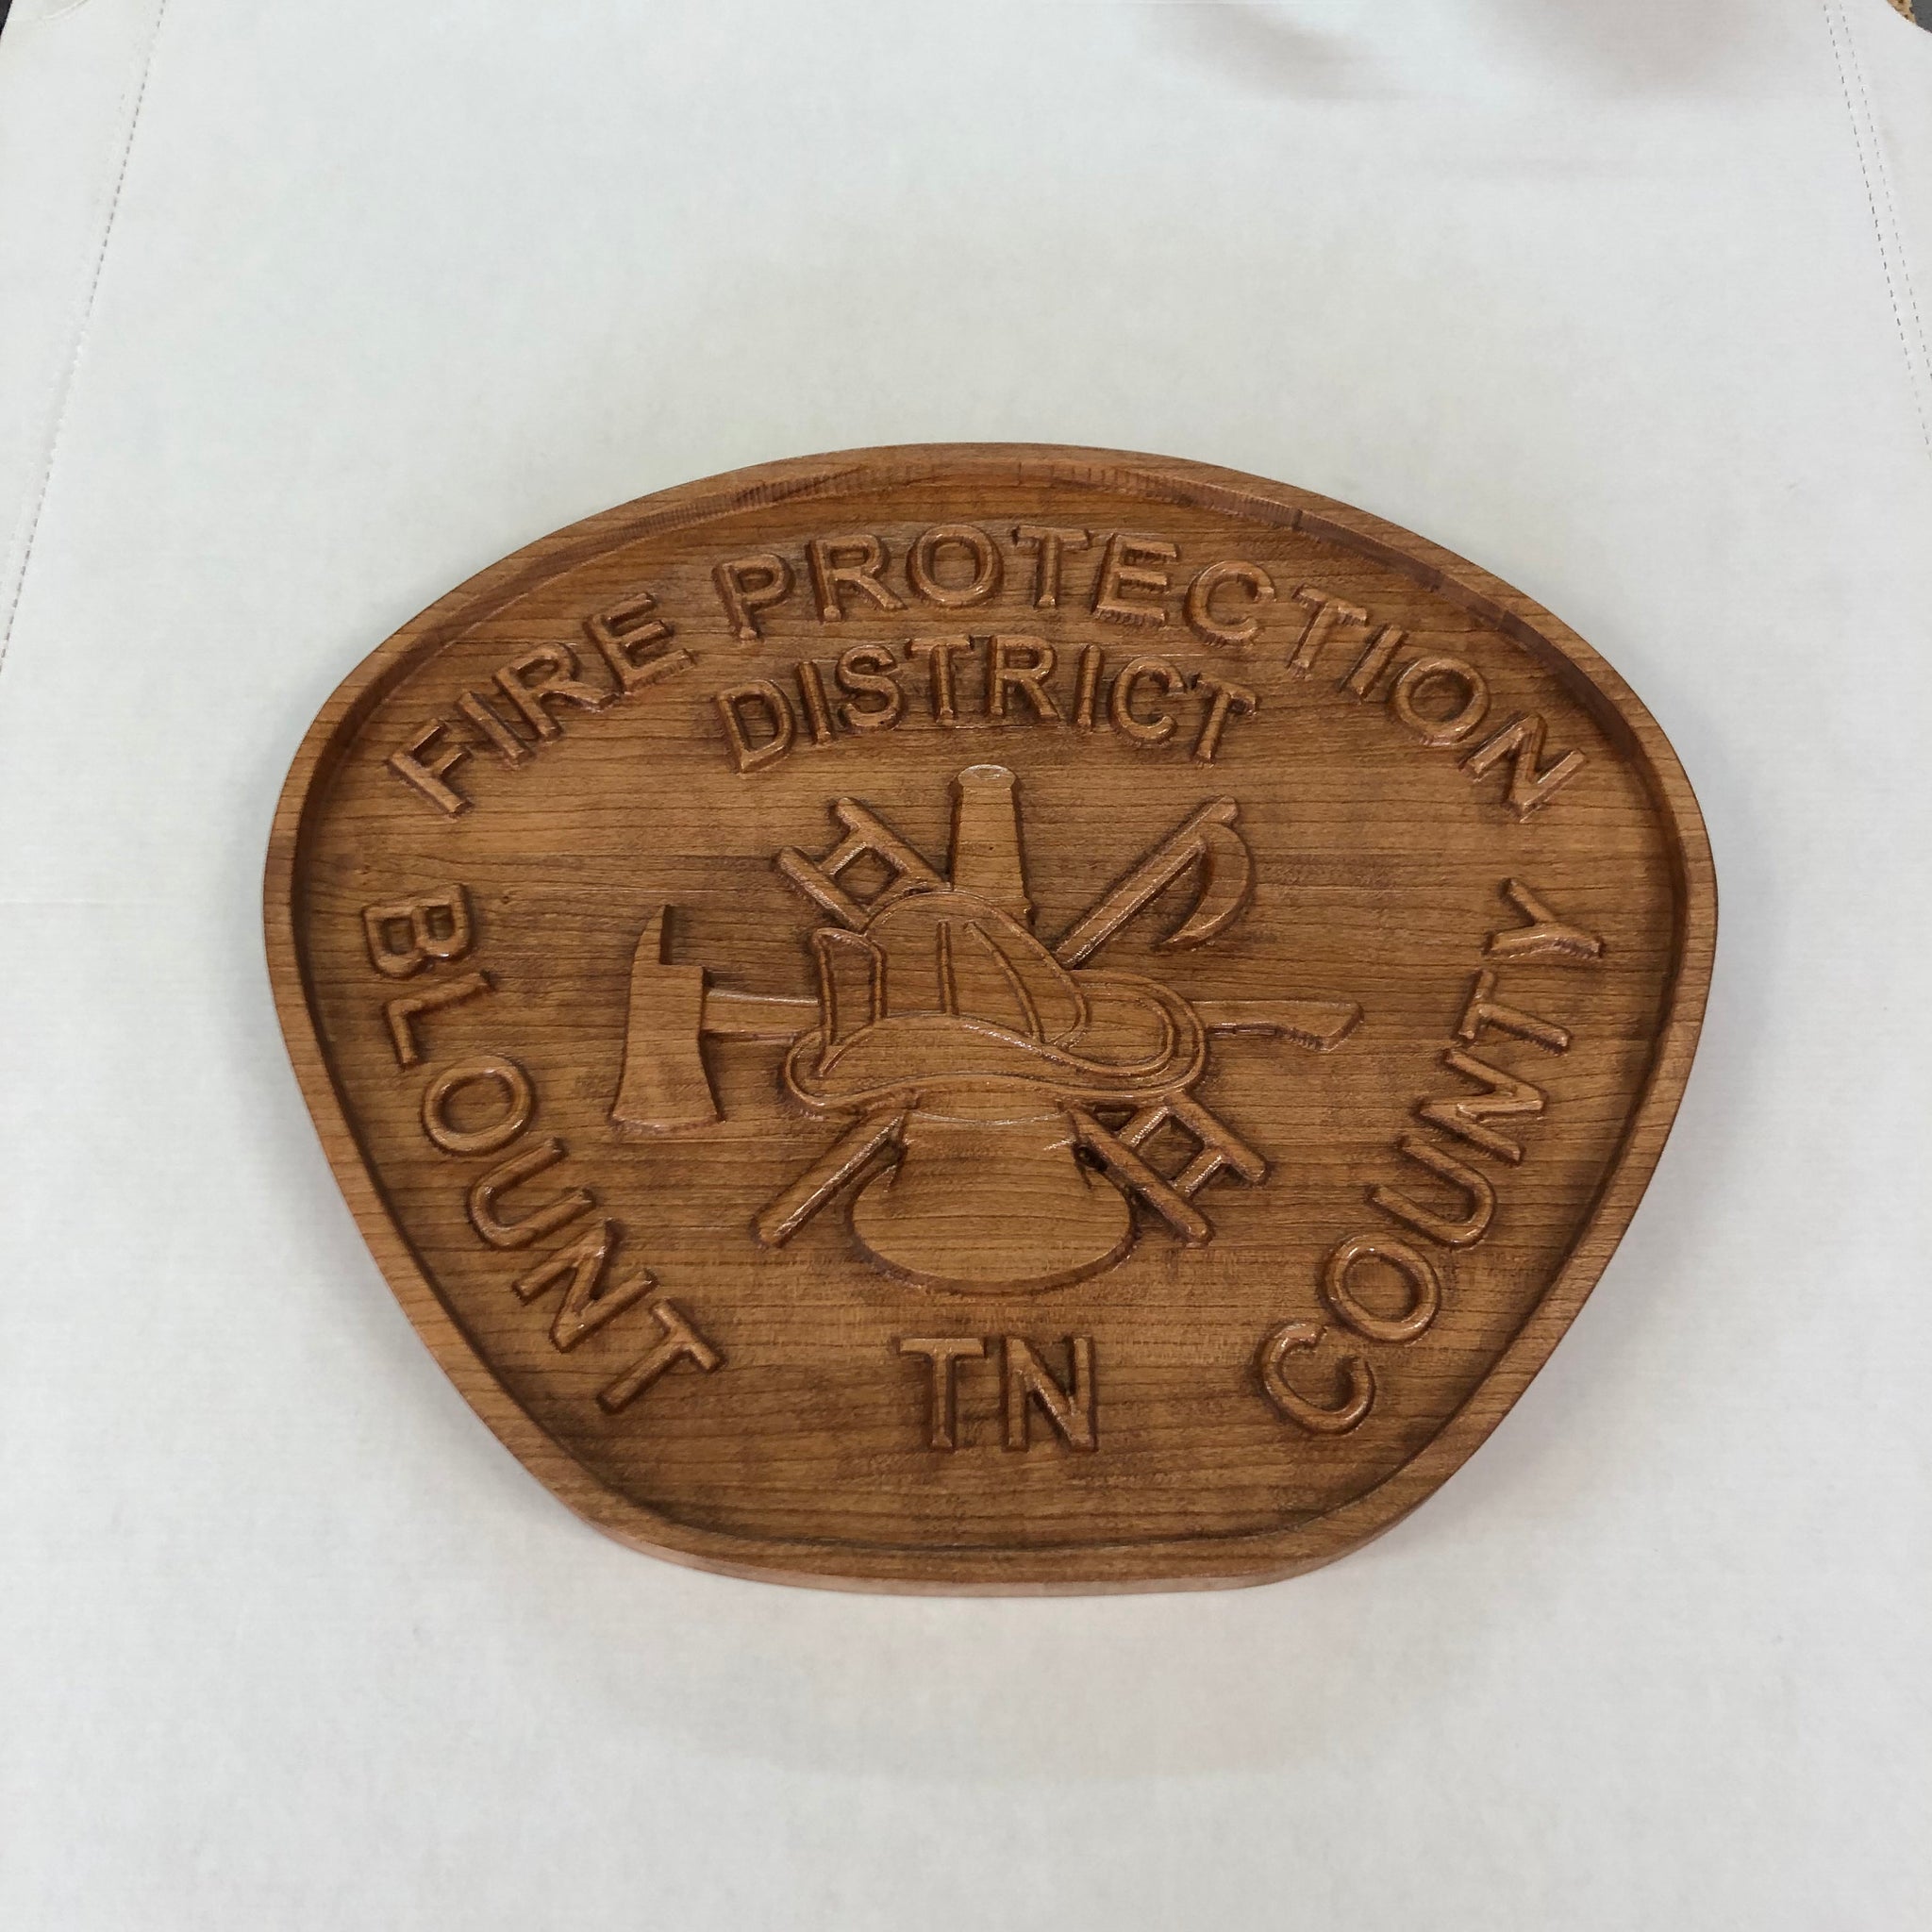 FIRE PROTECTION
DISTRICT
BLOUNT
COUNTY
TN